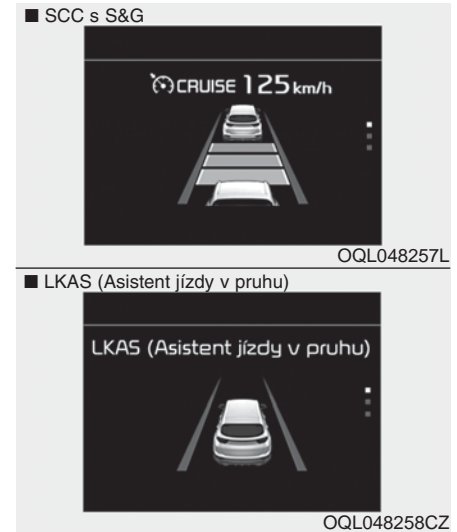 ■ SCC s S&G
CRUISE 125 km/h
OQL048257L
■ LKAS (Asistent jízdy v pruhu)
LKAS (Asistent jízdy v pruhu)
OQL048258CZ